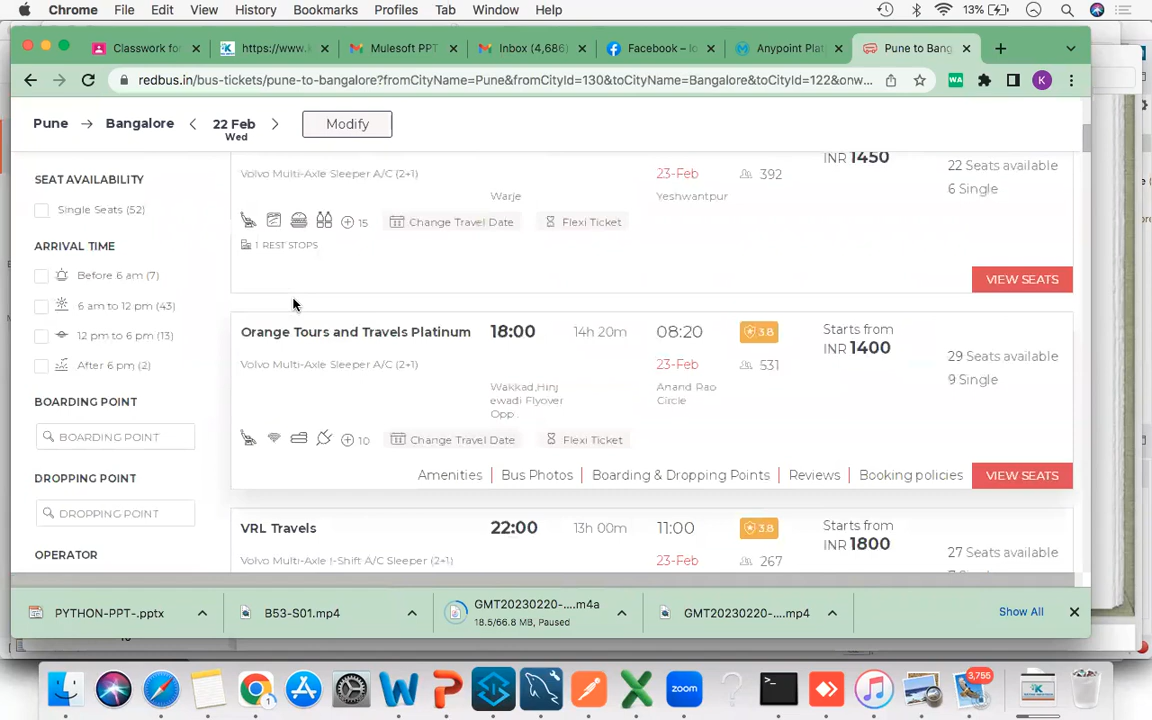 Chrome File Edit View History Bookmarks Profiles Tab Window Help 13%
Classwork for https://www.k Mulesoft PPT Inbox (4,686) Facebook – lo Anypoint Plat Pune to Bang
redbus.in/bus-tickets/pune-to-bangalore?fromCityName=Pune&fromCityId=130&toCityName=Bangalore&toCityId=122&onw... WA K
Pune → Bangalore < 22 Feb > Modify
Wed
SEAT AVAILABILITY
Single Seats (52)
ARRIVAL TIME
Before 6 am (7)
6 am to 12 pm (43)
12 pm to 6 pm (13)
After 6 pm (2)
BOARDING POINT
BOARDING POINT
DROPPING POINT
DROPPING POINT
OPERATOR
INR 1450
Volvo Multi-Axle Sleeper A/C (2+1) 23-Feb 392 22 Seats available
Warje Yeshwantpur 6 Single
15 Change Travel Date Flexi Ticket
1 REST STOPS
VIEW SEATS
Orange Tours and Travels Platinum 18:00 14h 20m 08:20 3.8 Starts from
INR 1400
Volvo Multi-Axle Sleeper A/C (2+1) 23-Feb 531 29 Seats available
9 Single
Wakkad,Hinj Anand Rao
ewadi Flyover Circle
Opp .
10 Change Travel Date Flexi Ticket
Amenities | Bus Photos | Boarding & Dropping Points | Reviews | Booking policies VIEW SEATS
VRL Travels 22:00 13h 00m 11:00 3.8 Starts from
INR 1800
Volvo Multi-Axle I-Shift A/C Sleeper (2+1) 23-Feb 267 27 Seats available
PYTHON-PPT-.pptx B53-S01.mp4 GMT20230220-....m4a GMT20230220-....mp4 Show All
18.5/66.8 MB, Paused
zoom 3,755